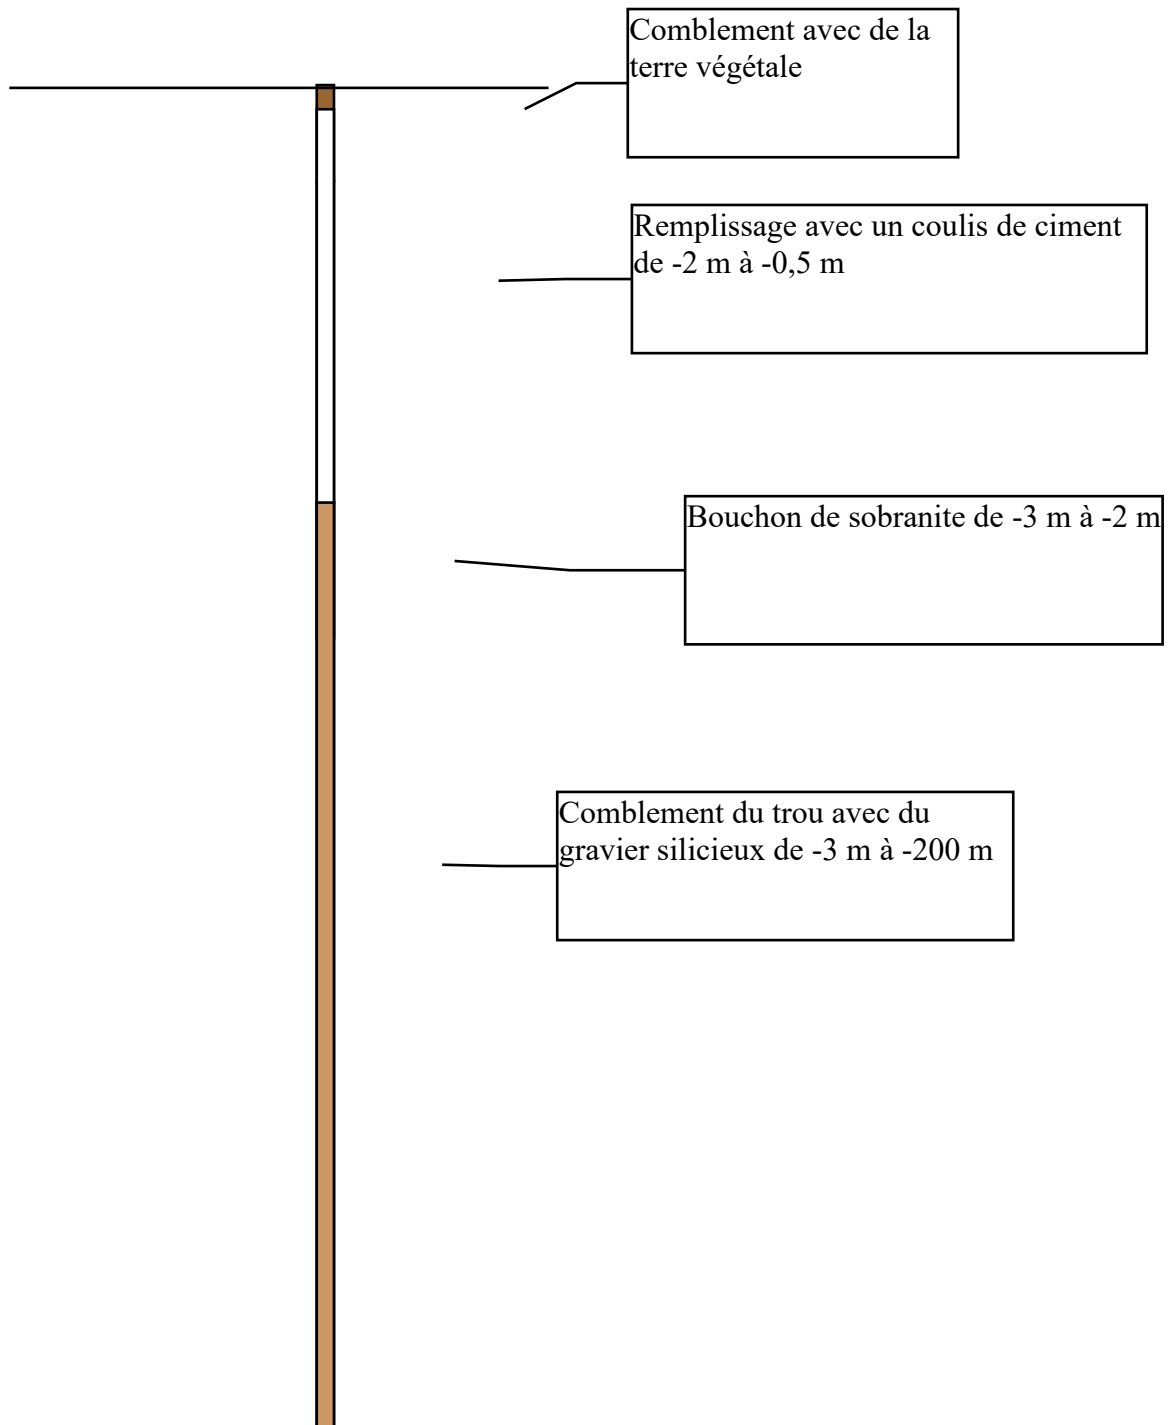 Comblement avec de la
terre végétale
Remplissage avec un coulis de ciment
de -2 m à -0,5 m
Bouchon de sobranite de -3 m à -2 m
Comblement du trou avec du
gravier silicieux de -3 m à -200 m